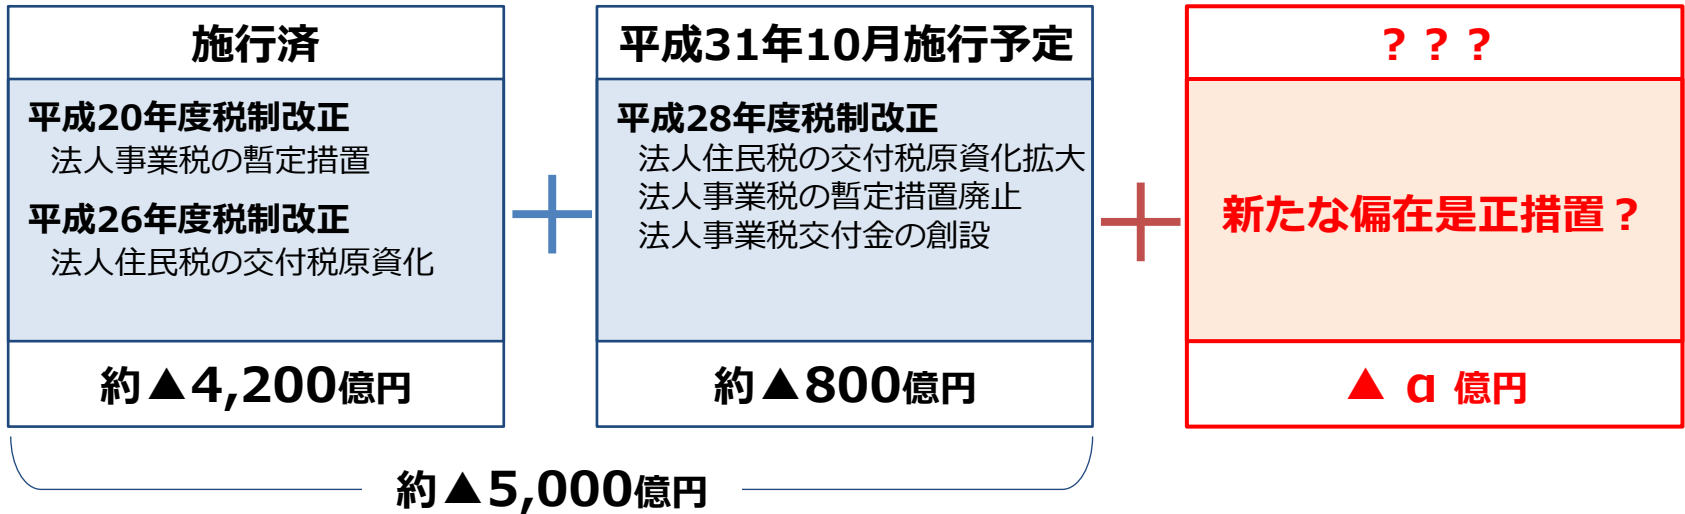 施行済
平成20年度税制改正
法人事業税の暫定措置
平成26年度税制改正
法人住民税の交付税原資化
約▲4,200億円
平成31年10月施行予定
平成28年度税制改正
法人住民税の交付税原資化拡大
法人事業税の暫定措置廃止
法人事業税交付金の創設
約▲800億円
？？？
新たな偏在是正措置？
▲ α 億円
約▲5,000億円